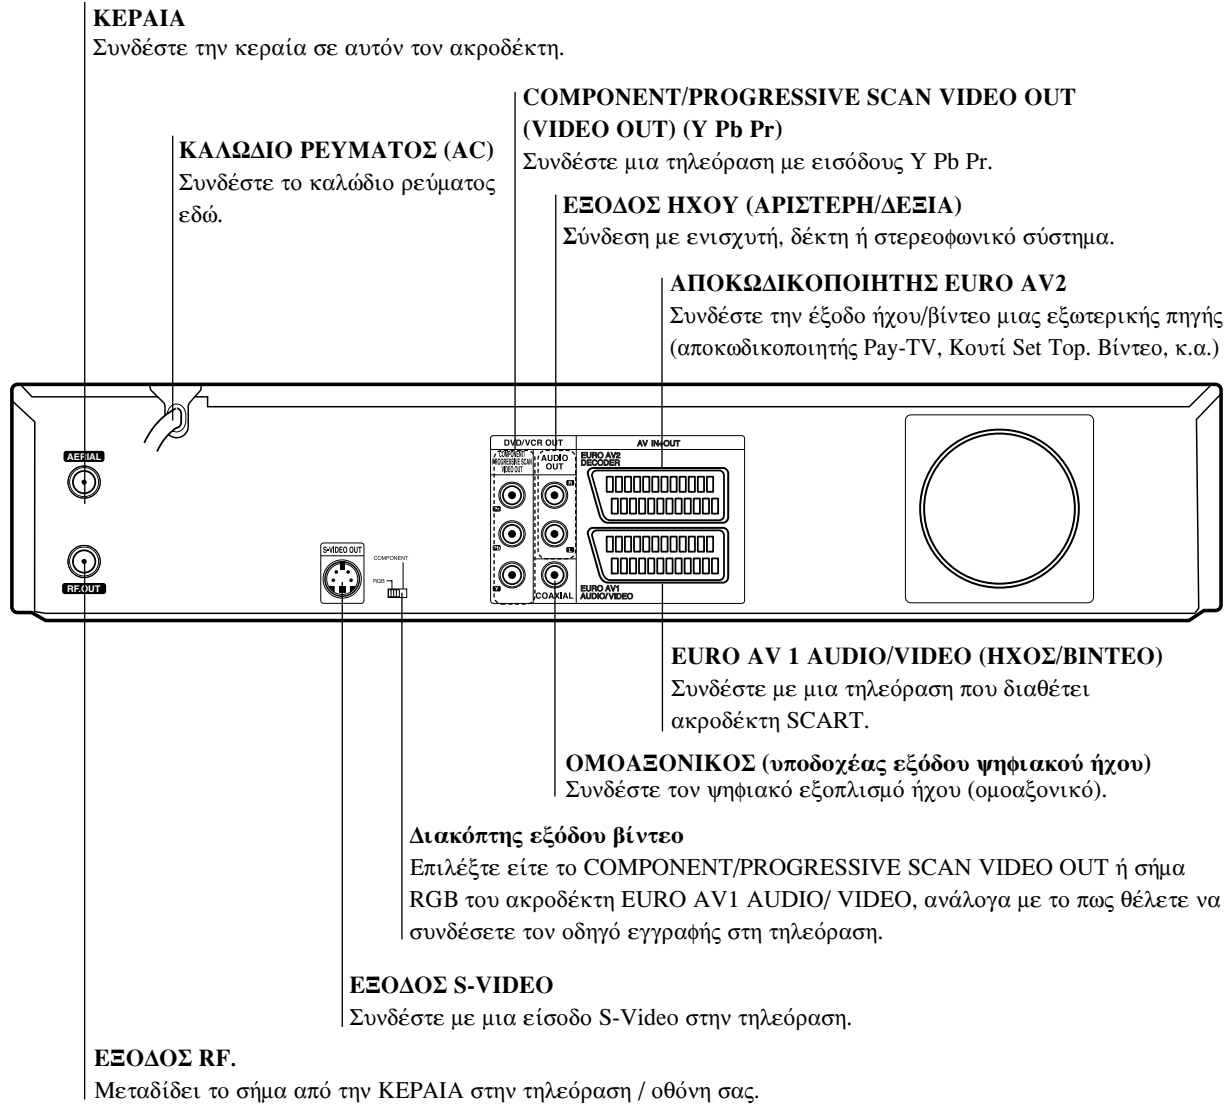 ΚΕΡΑΙΑ
Συνδέστε την κεραία σε αυτόν τον ακροδέκτη.
COMPONENT/PROGRESSIVE SCAN VIDEO OUT
(VIDEO OUT) (Y Pb Pr)
Συνδέστε μια τηλεόραση με εισόδους Y Pb Pr.
ΚΑΛΩΔΙΟ ΡΕΥΜΑΤΟΣ (AC)
Συνδέστε το καλώδιο ρεύματος
εδώ.
ΕΞΟΔΟΣ ΗΧΟΥ (ΑΡΙΣΤΕΡΗ/ΔΕΞΙΑ)
Σύνδεση με ενισχυτή, δέκτη ή στερεοφωνικό σύστημα.
ΑΠΟΚΩΔΙΚΟΠΟΙΗΤΗΣ EURO AV2
Συνδέστε την έξοδο ήχου/βίντεο μιας εξωτερικής πηγής
(αποκωδικοποιητής Pay-TV, Κουτί Set Top. Βίντεο, κ.α.)
AERIAL
RF.OUT
S-VIDEO OUT
COMPONENT
RGB
DVD/VCR OUT
COMPONENT/
PROGRESSIVE SCAN
VIDEO OUT
Pr
Pb
Y
AUDIO
OUT
R
L
COAXIAL
AV IN•OUT
EURO AV2
DECODER
EURO AV1
AUDIO/VIDEO
EURO AV 1 AUDIO/VIDEO (ΗΧΟΣ/ΒΙΝΤΕΟ)
Συνδέστε με μια τηλεόραση που διαθέτει
ακροδέκτη SCART.
ΟΜΟΑΞΟΝΙΚΟΣ (υποδοχέας εξόδου ψηφιακού ήχου)
Συνδέστε τον ψηφιακό εξοπλισμό ήχου (ομοαξονικό).
Διακόπτης εξόδου βίντεο
Επιλέξτε είτε το COMPONENT/PROGRESSIVE SCAN VIDEO OUT ή σήμα
RGB του ακροδέκτη EURO AV1 AUDIO/ VIDEO, ανάλογα με το πως θέλετε να
συνδέσετε τον οδηγό εγγραφής στη τηλεόραση.
ΕΞΟΔΟΣ S-VIDEO
Συνδέστε με μια είσοδο S-Video στην τηλεόραση.
ΕΞΟΔΟΣ RF.
Μεταδίδει το σήμα από την ΚΕΡΑΙΑ στην τηλεόραση / οθόνη σας.